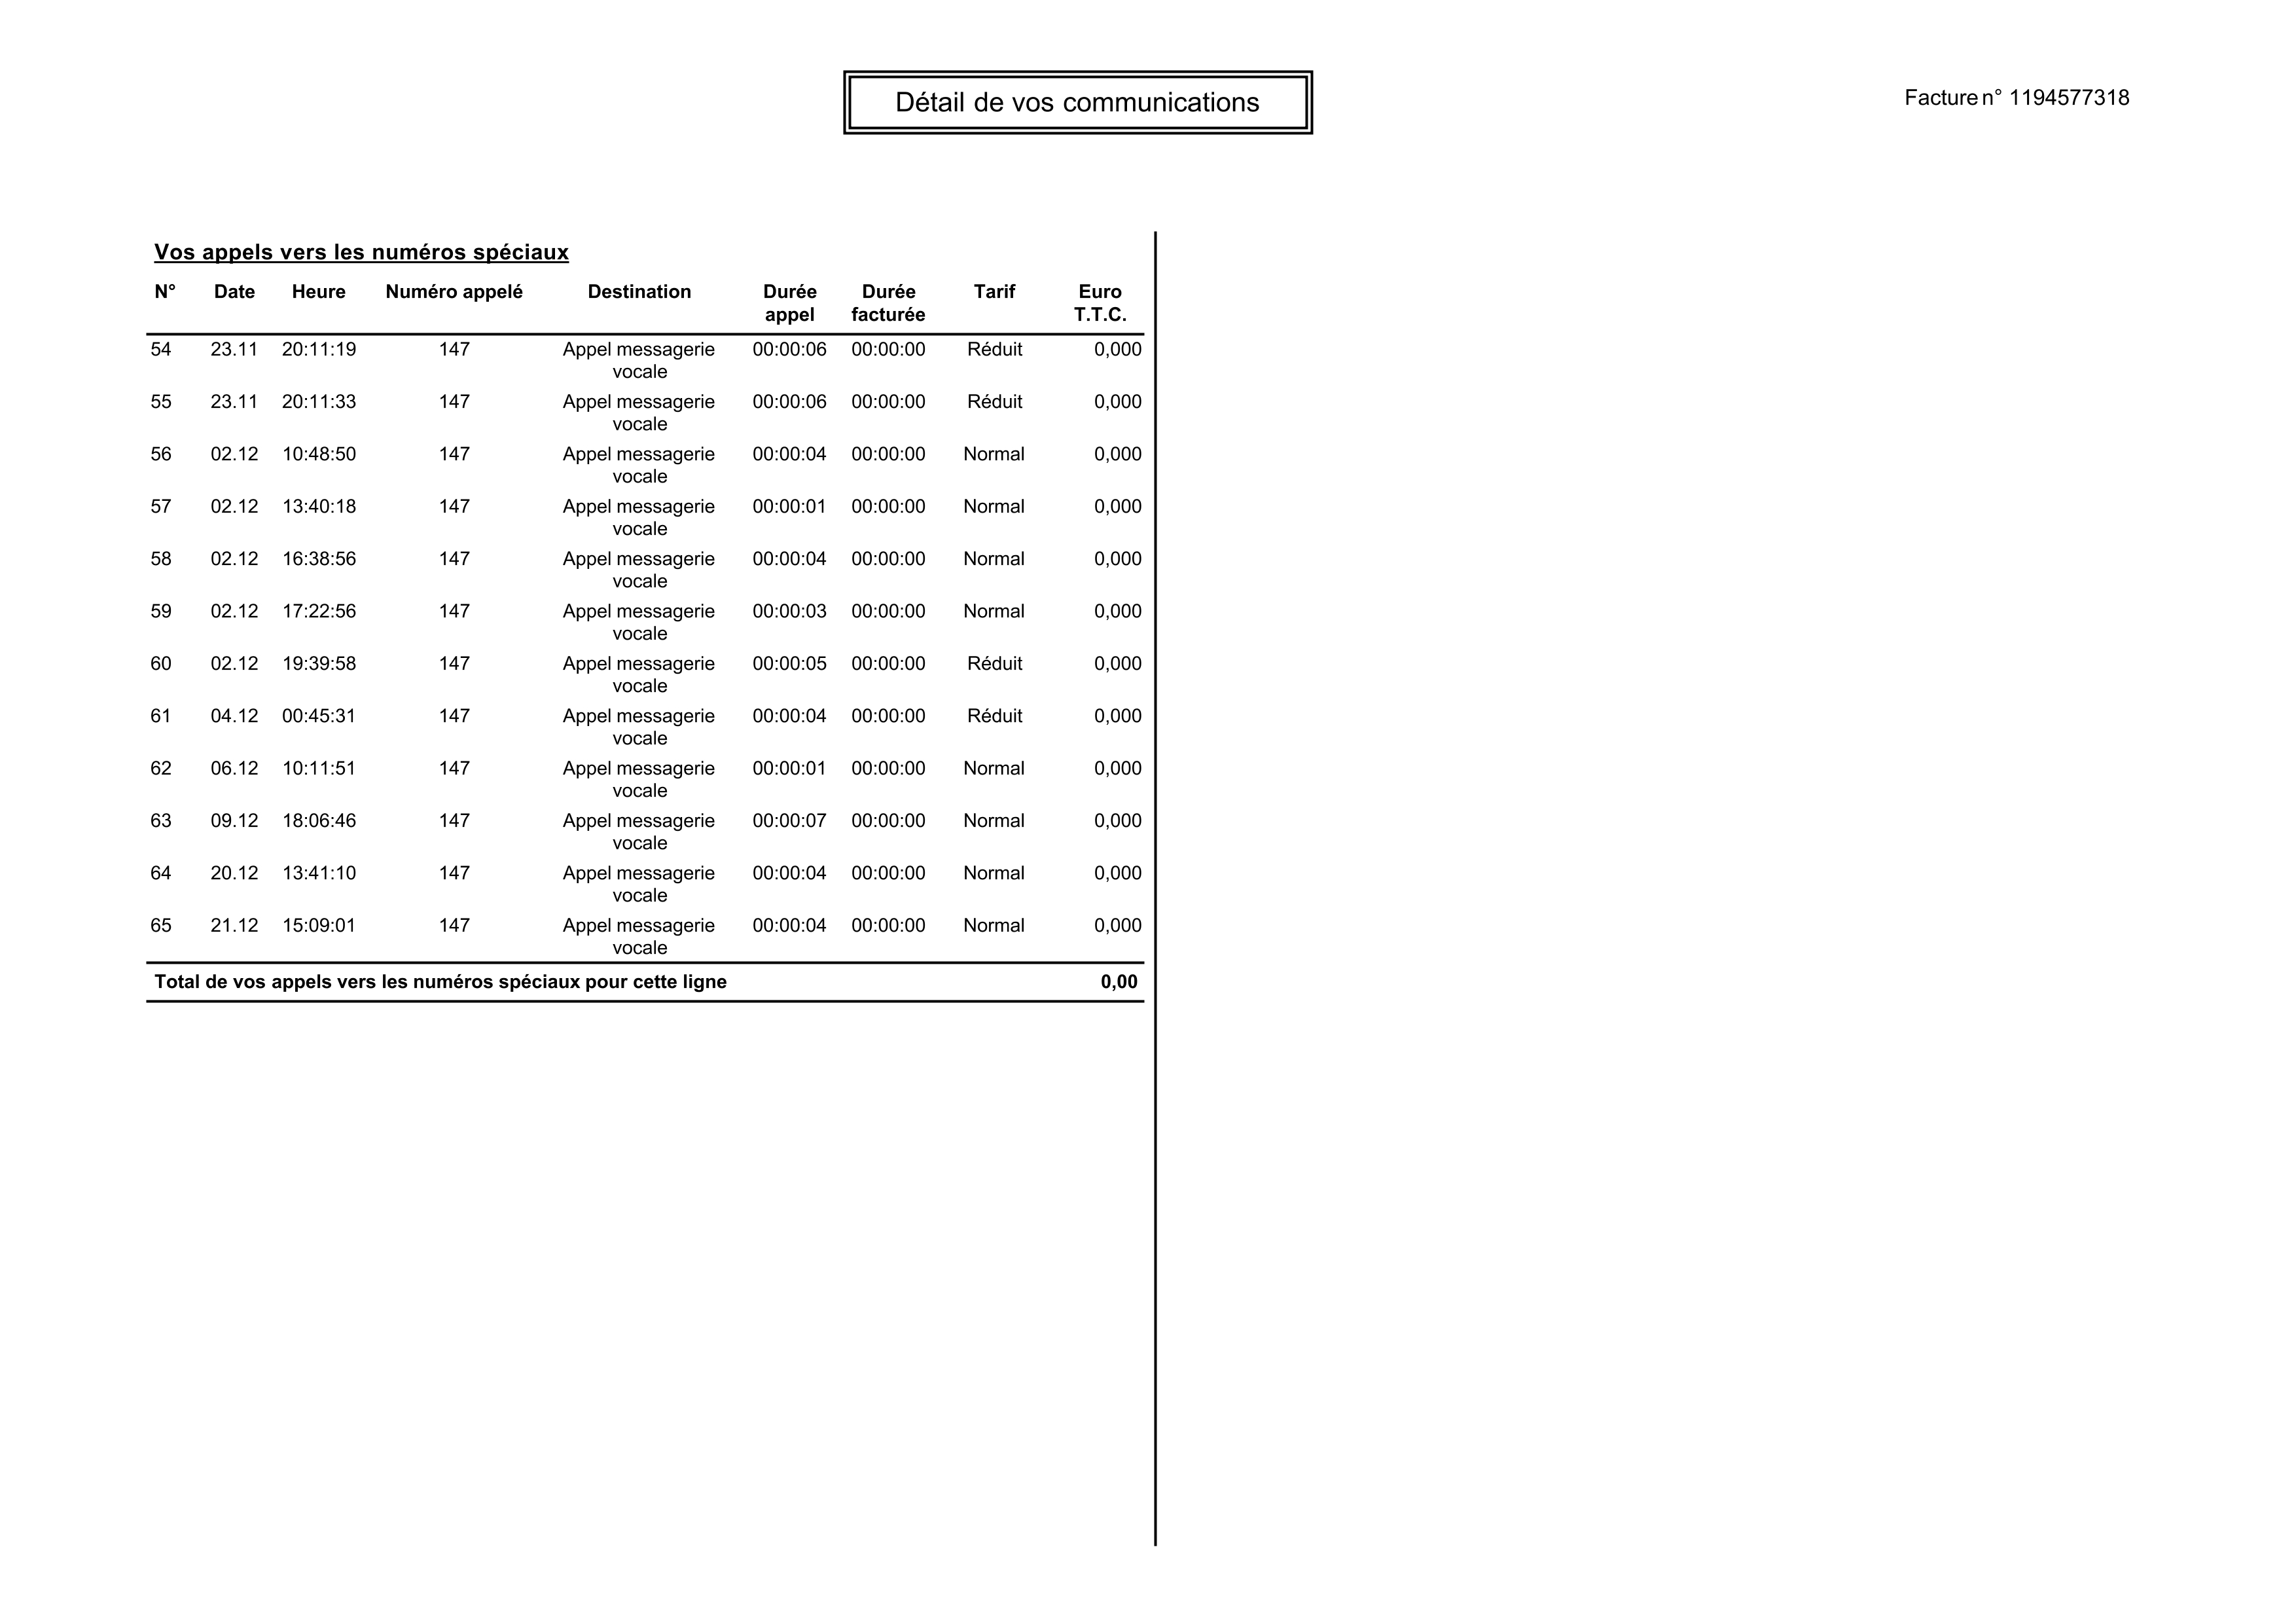 Détail de vos communications
Facture n° 1194577318
Vos appels vers les numéros spéciaux
N° Date Heure Numéro appelé Destination Durée Durée Tarif Euro
appel facturée T.T.C.
54 23.11 20:11:19 147 Appel messagerie 00:00:06 00:00:00 Réduit 0,000
vocale
55 23.11 20:11:33 147 Appel messagerie 00:00:06 00:00:00 Réduit 0,000
vocale
56 02.12 10:48:50 147 Appel messagerie 00:00:04 00:00:00 Normal 0,000
vocale
57 02.12 13:40:18 147 Appel messagerie 00:00:01 00:00:00 Normal 0,000
vocale
58 02.12 16:38:56 147 Appel messagerie 00:00:04 00:00:00 Normal 0,000
vocale
59 02.12 17:22:56 147 Appel messagerie 00:00:03 00:00:00 Normal 0,000
vocale
60 02.12 19:39:58 147 Appel messagerie 00:00:05 00:00:00 Réduit 0,000
vocale
61 04.12 00:45:31 147 Appel messagerie 00:00:04 00:00:00 Réduit 0,000
vocale
62 06.12 10:11:51 147 Appel messagerie 00:00:01 00:00:00 Normal 0,000
vocale
63 09.12 18:06:46 147 Appel messagerie 00:00:07 00:00:00 Normal 0,000
vocale
64 20.12 13:41:10 147 Appel messagerie 00:00:04 00:00:00 Normal 0,000
vocale
65 21.12 15:09:01 147 Appel messagerie 00:00:04 00:00:00 Normal 0,000
vocale
Total de vos appels vers les numéros spéciaux pour cette ligne 0,00